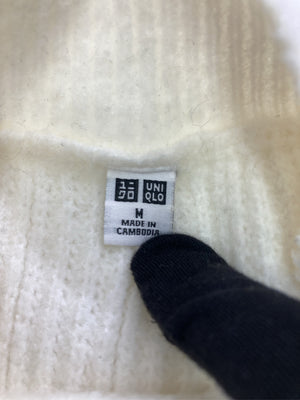 ユニ UNI
クロ QLO
M
MADE IN
CAMBODIA